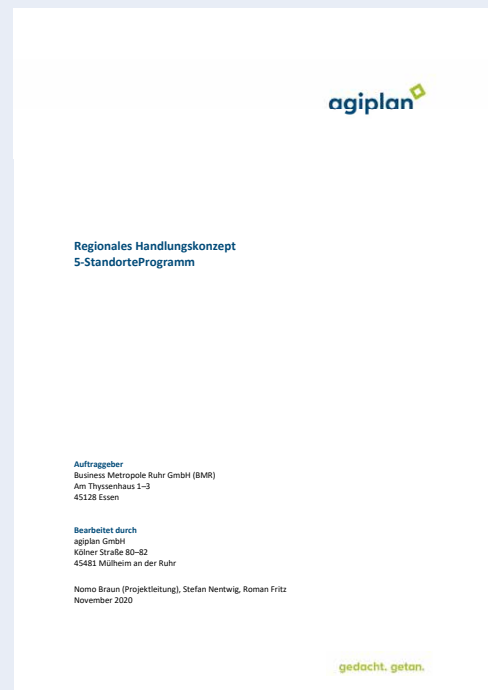 agiplan
Regionales Handlungskonzept
5-StandorteProgramm
Auftraggeber
Business Metropole Ruhr GmbH (BMR)
Am Thyssenhaus 1–3
45128 Essen
Bearbeitet durch
agiplan GmbH
Kölner Straße 80–82
45481 Mülheim an der Ruhr
Nomo Braun (Projektleitung), Stefan Nentwig, Roman Fritz
November 2020
gedacht. getan.